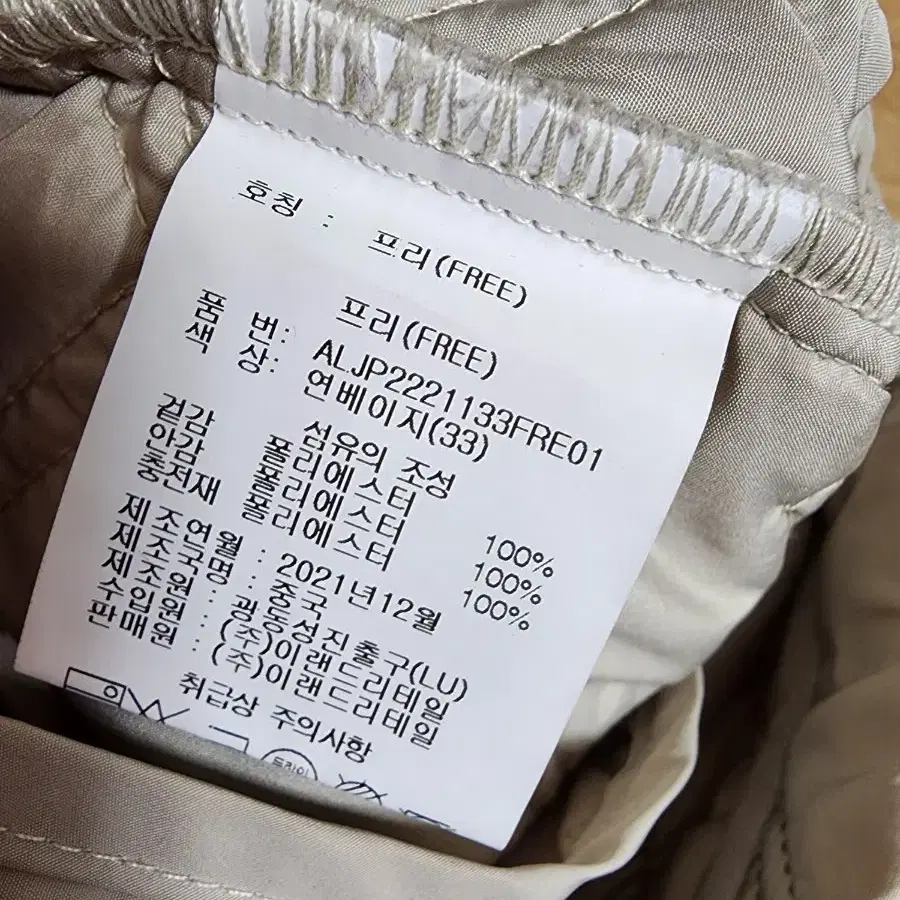 호칭 : 프리(FREE)
프리(FREE)
품 번: ALJP2221133FRE01
색 상: 연베이지(33)
섬유의 조성
겉감 폴리에스터 100%
안감 폴리에스터 100%
충전재 폴리에스터 100%
제조연월 : 2021년12월
제조국명 : 중국
제조원 : 광동성진출구(LU)
수입원 : (주)이랜드리테일
판매원 : (주)이랜드리테일
취급상 주의사항
드라이